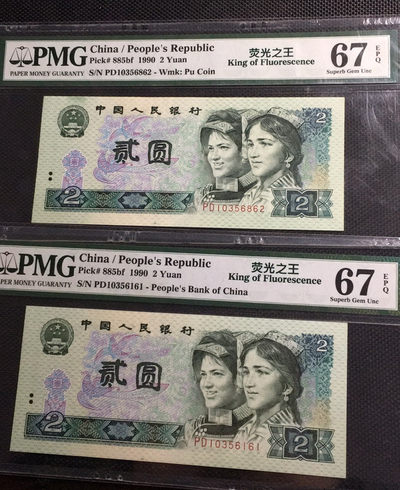 PMG
PAPER MONEY GUARANTY
China / People's Republic
Pick# 885bf 1990 2 Yuan
S/N PD10356862 - Wmk: Pu Coin
荧光之王
King of Fluorescence
67 EPQ
Superb Gem Unc
中国人民银行
2
贰圆
PD10356862
2
2
PMG
PER MONEY GUARANTY
China / People's Republic
Pick# 885bf 1990 2 Yuan
S/N PD10356161 - People's Bank of China
荧光之王
King of Fluorescence
67 EPQ
Superb Gem Unc
中国人民银行
2
贰圆
PD10356161
2
2